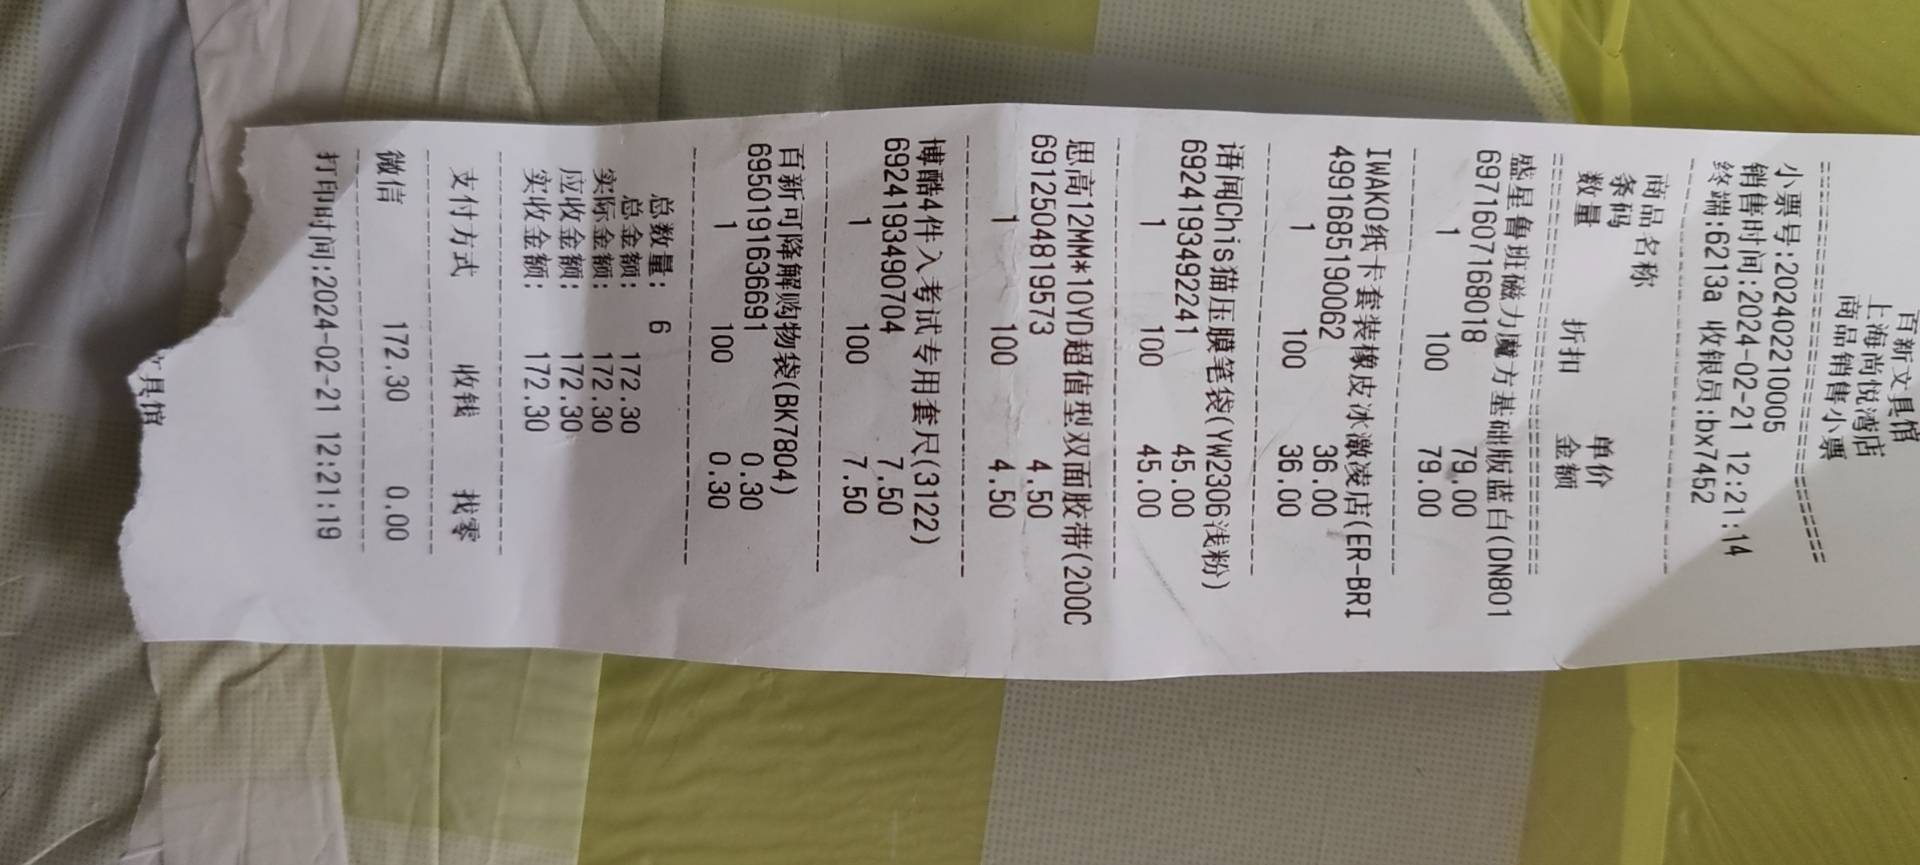 百新文具馆
上海尚悦湾店
商品销售小票
小票号:202402210005
销售时间:2024-02-21 12:21:14
终端:6213a 收银员:bx7452
商品名称
条码 单价
数量 折扣 金额
盛星鲁班磁力魔方基础版蓝白(DN801
6971607168018 79.00
1 100 79.00
IWAKO纸卡套装橡皮冰激凌店(ER-BRI
4991685190062 36.00
1 100 36.00
语闻Chis猫压膜笔袋(YW2306浅粉)
6924193492241 45.00
1 100 45.00
思高12MM*10YD超值型双面胶带(200C
6912504819573 4.50
1 100 4.50
博酷4件入考试专用套尺(3122)
6924193490704 7.50
1 100 7.50
百新可降解购物袋(BK7804)
6950191636691 0.30
1 100 0.30
总数量: 6
总金额: 172.30
实际金额: 172.30
应收金额: 172.30
实收金额: 172.30
支付方式 收钱 找零
微信 172.30 0.00
打印时间:2024-02-21 12:21:19
具馆